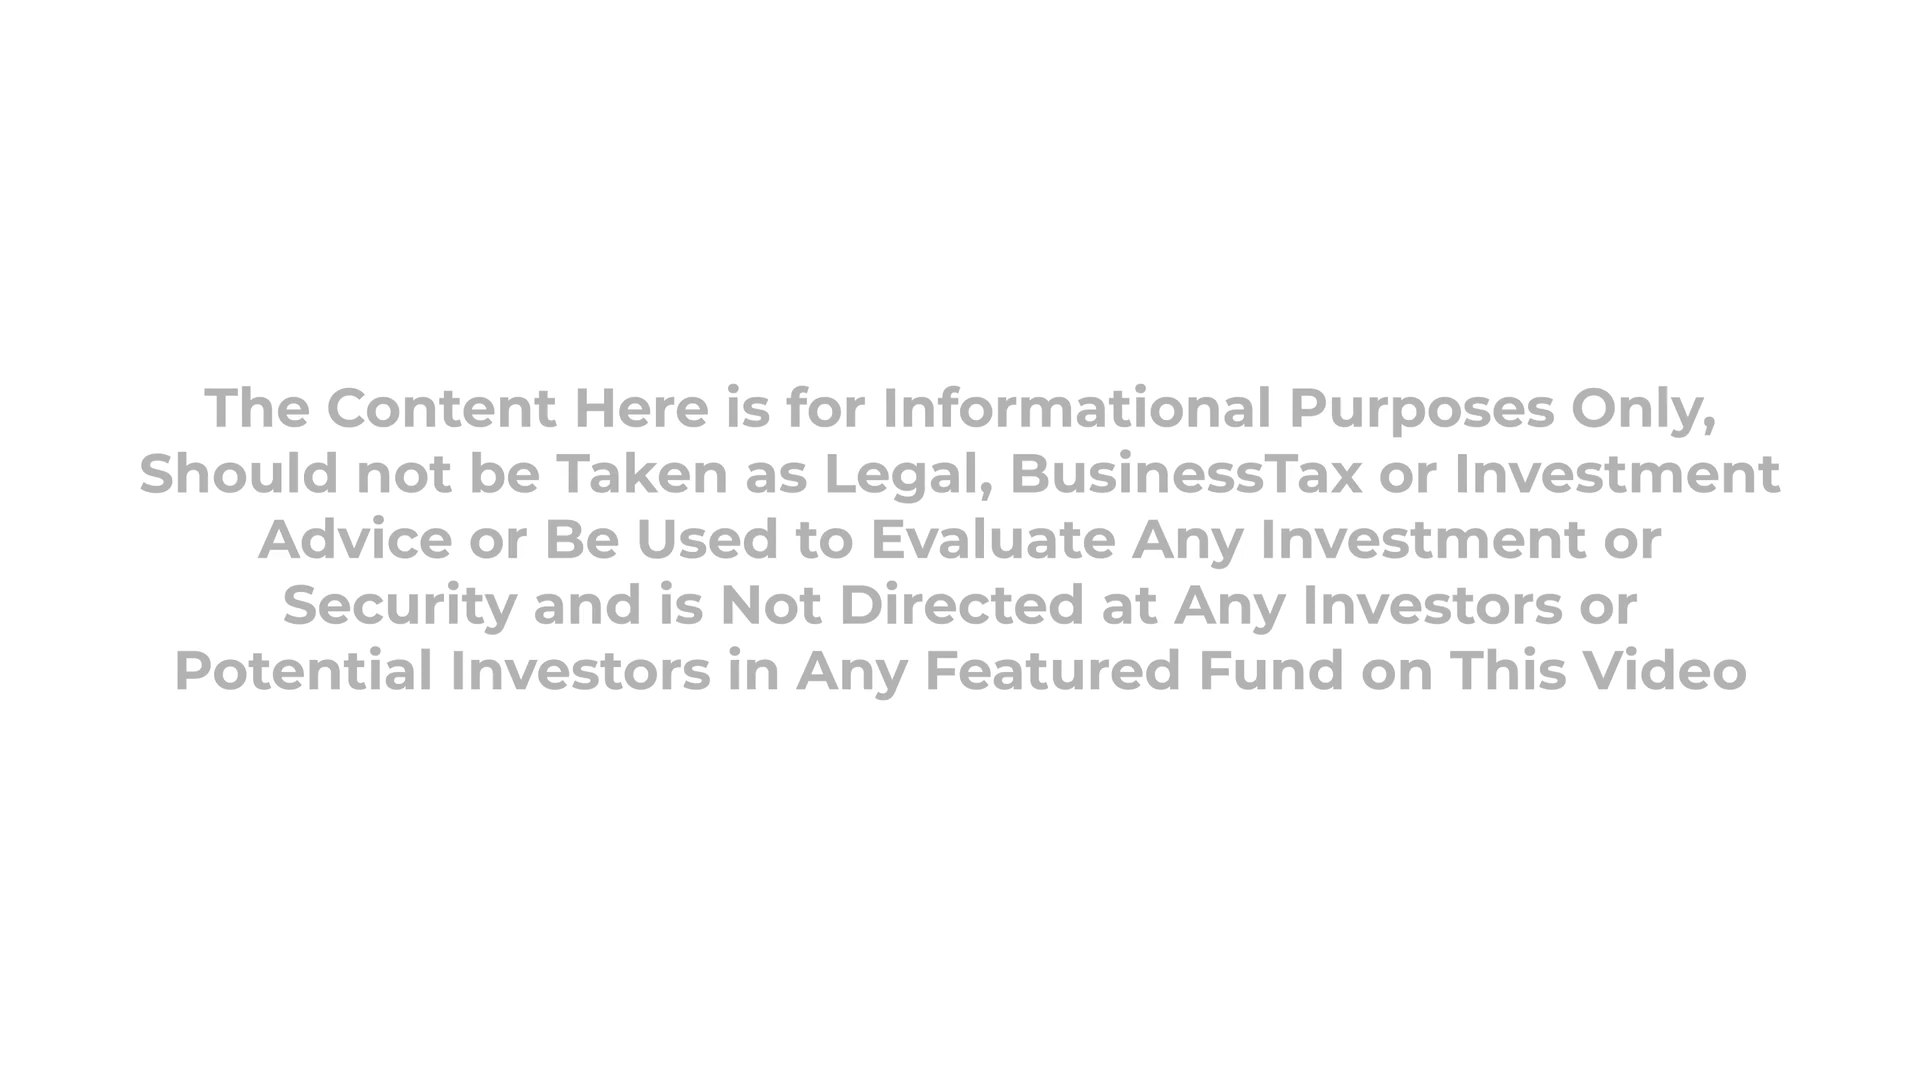 The Content Here is for Informational Purposes Only,
Should not be Taken as Legal, BusinessTax or Investment
Advice or Be Used to Evaluate Any Investment or
Security and is Not Directed at Any Investors or
Potential Investors in Any Featured Fund on This Video